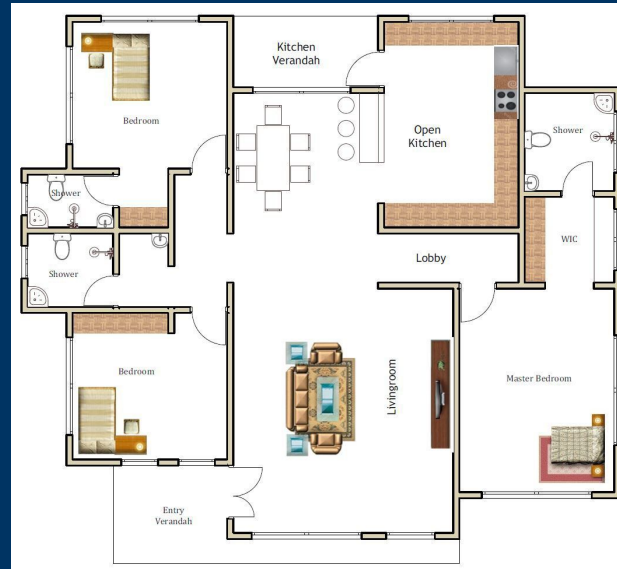 Kitchen
Verandah
Bedroom
Open
Kitchen
Shower
Shower
WIC
Lobby
Shower
Bedroom
Livingroom
Master Bedroom
Entry
Verandah